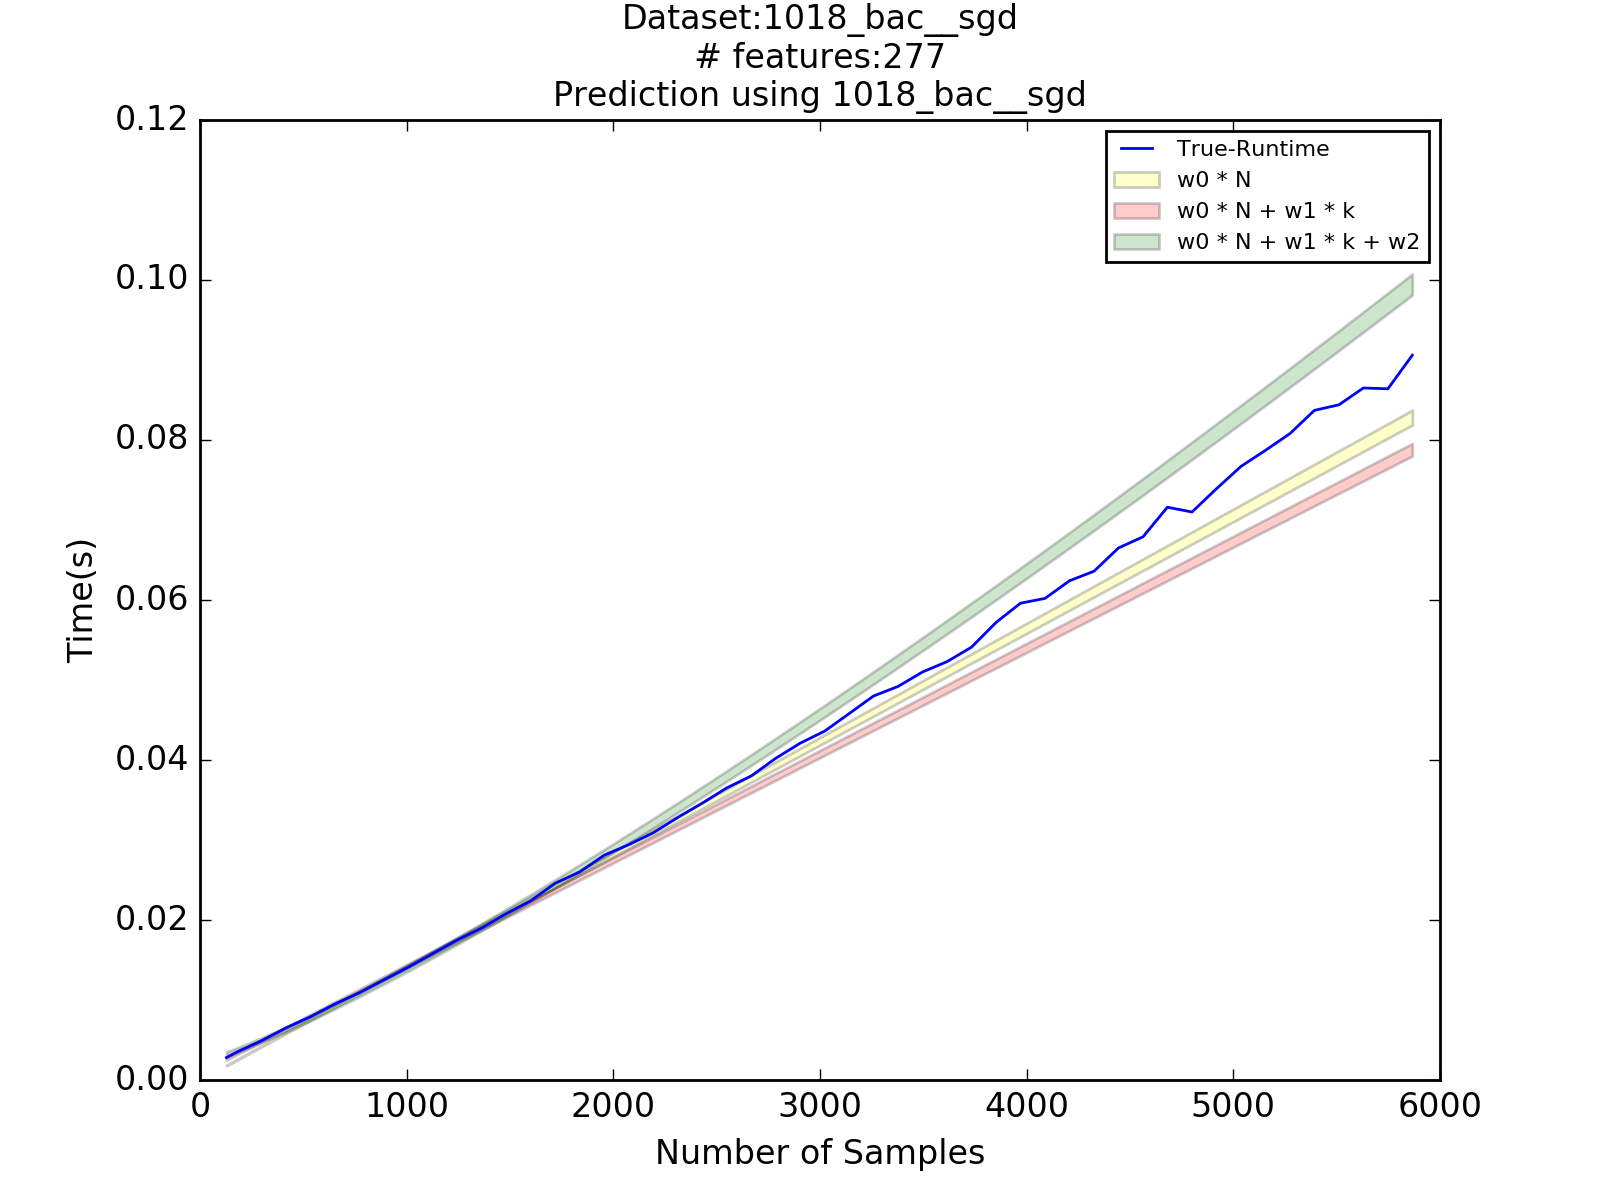 Dataset:1018_bac__sgd
# features:277
Prediction using 1018_bac__sgd
0.12
0.10
0.08
0.06
0.04
0.02
0.00
Time(s)
True-Runtime
w0 * N
w0 * N + w1 * k
w0 * N + w1 * k + w2
0 1000 2000 3000 4000 5000 6000
Number of Samples